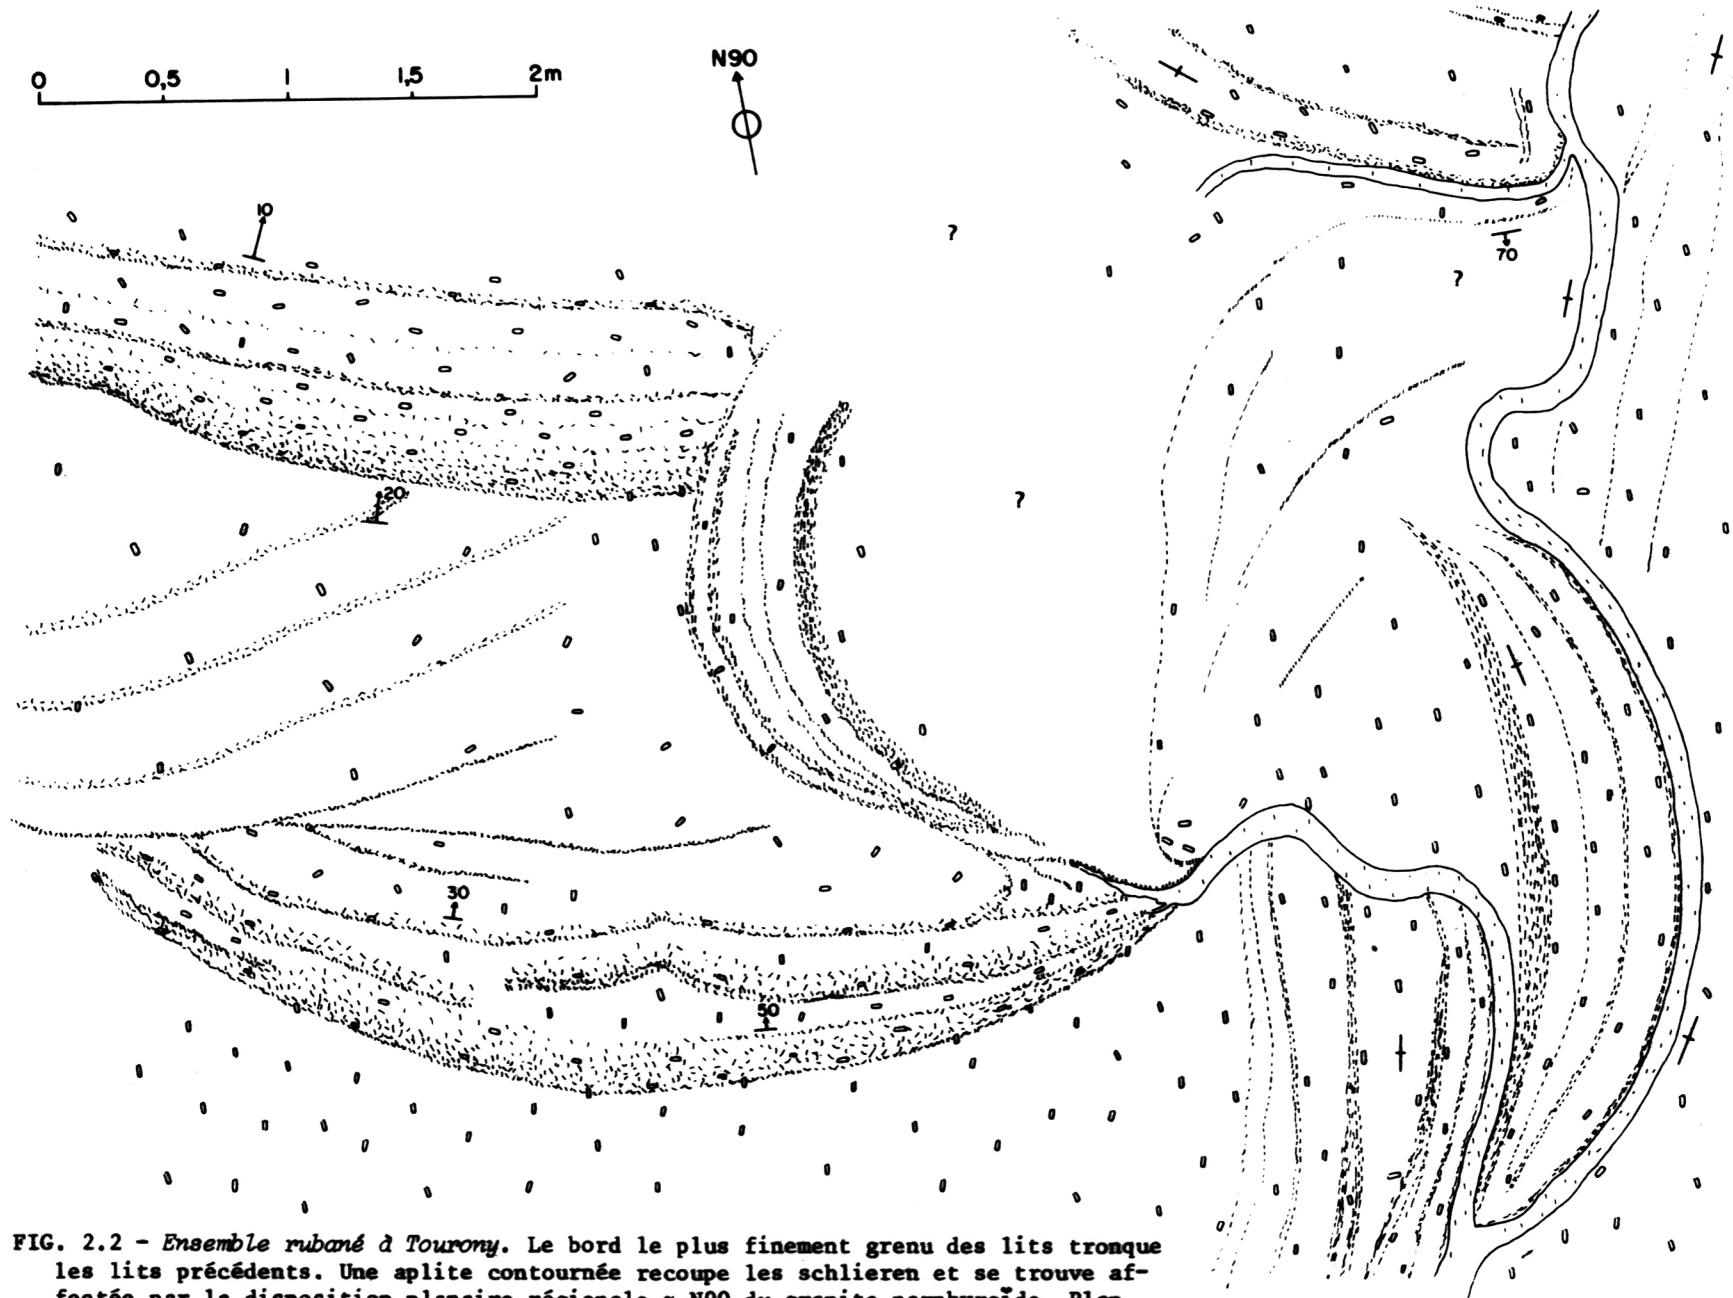 0 0,5 1 1,5 2m
N90
10
?
70
?
20
?
30
50
FIG. 2.2 - Ensemble rubané à Tourony. Le bord le plus finement grenu des lits tronque
les lits précédents. Une aplite contournée recoupe les schlieren et se trouve af-